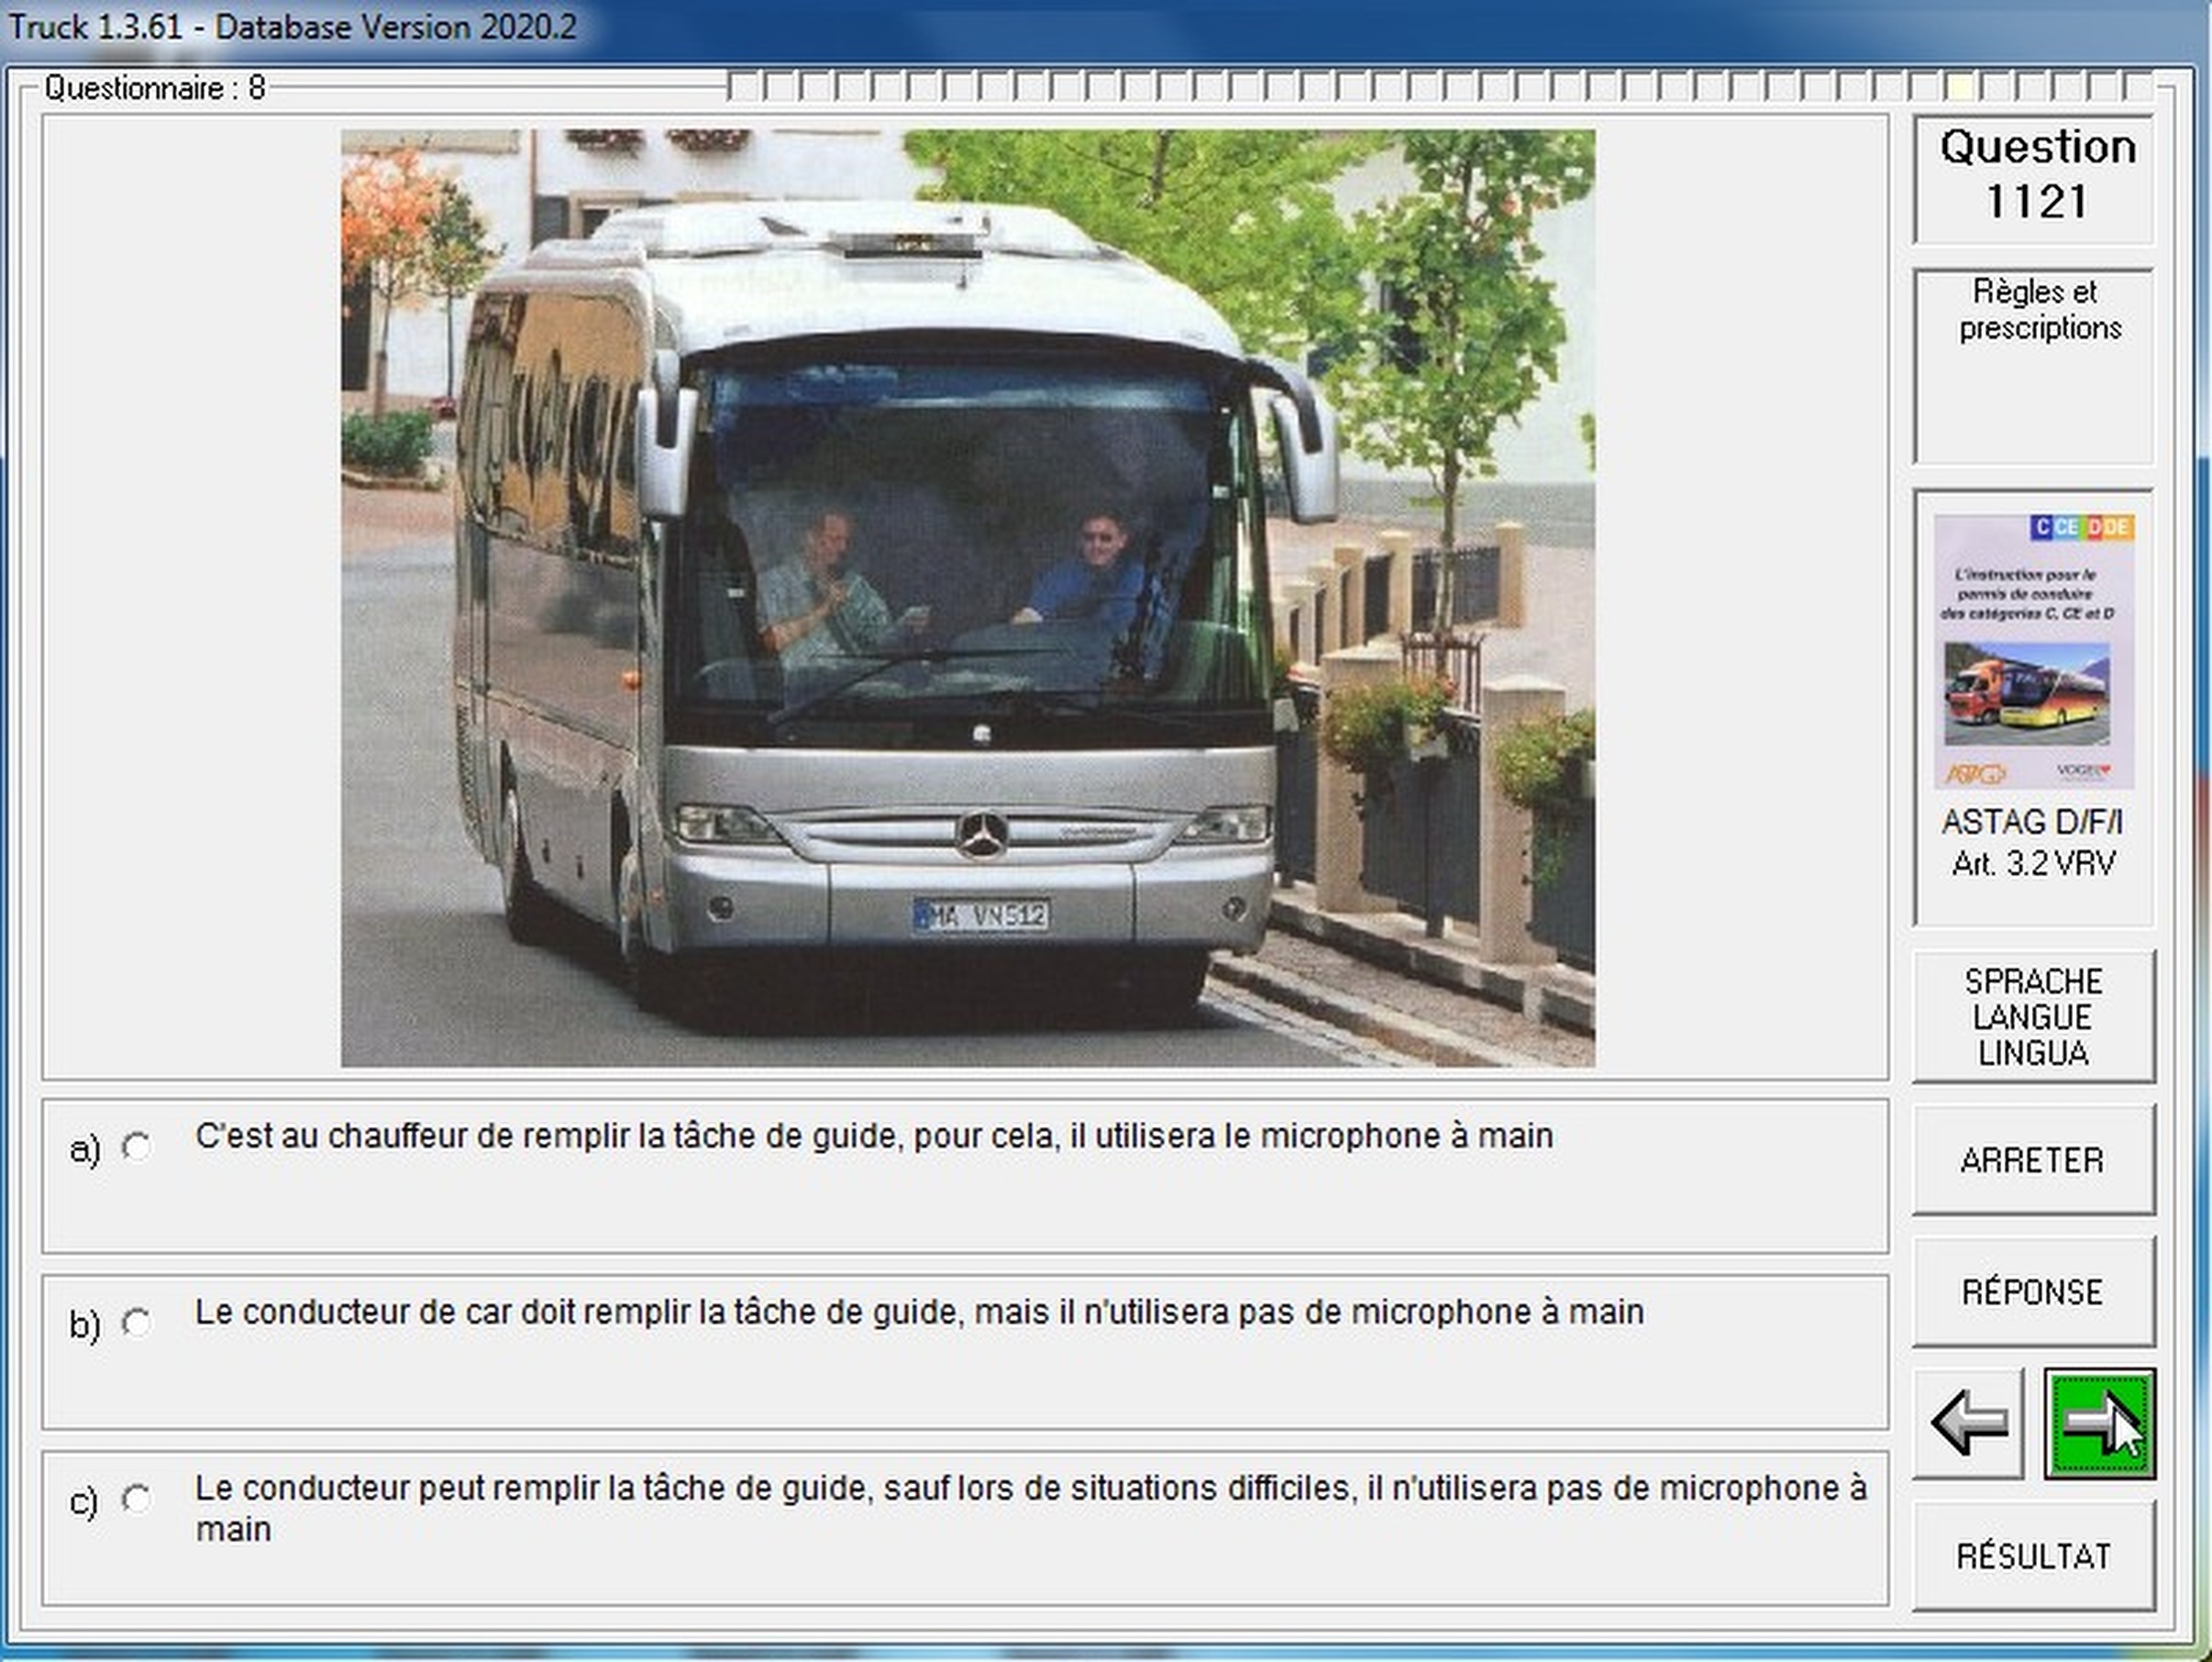 Truck 1.3.61 - Database Version 2020.2
Questionnaire : 8
Question
1121
Règles et
prescriptions
C CE D DE
L'instruction pour le
permis de conduire
des catégories C, CE et D
ASTAG
VOGEL
ASTAG D/F/I
Art. 3.2 VRV
MA VN512
SPRACHE
LANGUE
LINGUA
ARRETER
RÉPONSE
RÉSULTAT
a) C'est au chauffeur de remplir la tâche de guide, pour cela, il utilisera le microphone à main
b) Le conducteur de car doit remplir la tâche de guide, mais il n'utilisera pas de microphone à main
c) Le conducteur peut remplir la tâche de guide, sauf lors de situations difficiles, il n'utilisera pas de microphone à
main